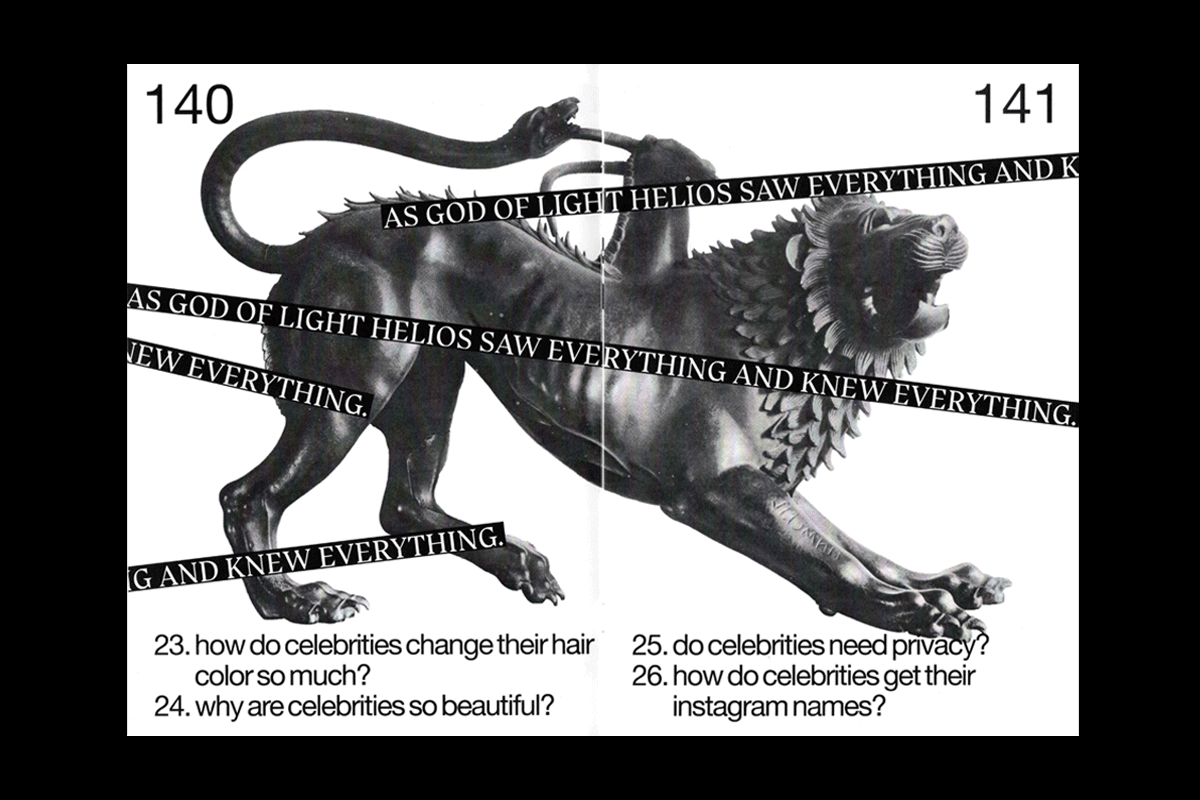 140
141
AS GOD OF LIGHT HELIOS SAW EVERYTHING AND K
AS GOD OF LIGHT HELIOS SAW EVERYTHING AND KNEW EVERYTHING.
NEW EVERYTHING.
NG AND KNEW EVERYTHING.
23. how do celebrities change their hair
color so much?
24. why are celebrities so beautiful?
25. do celebrities need privacy?
26. how do celebrities get their
instagram names?